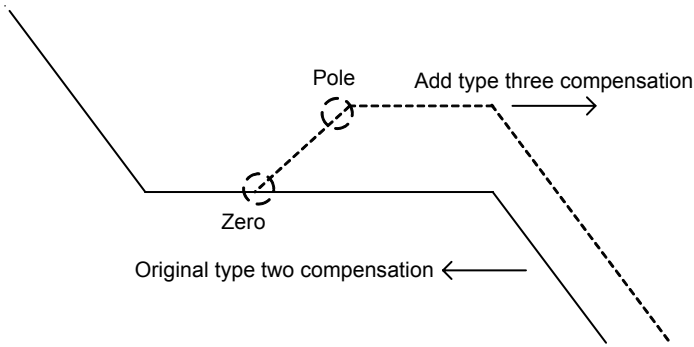 Pole
Add type three compensation
Zero
Original type two compensation